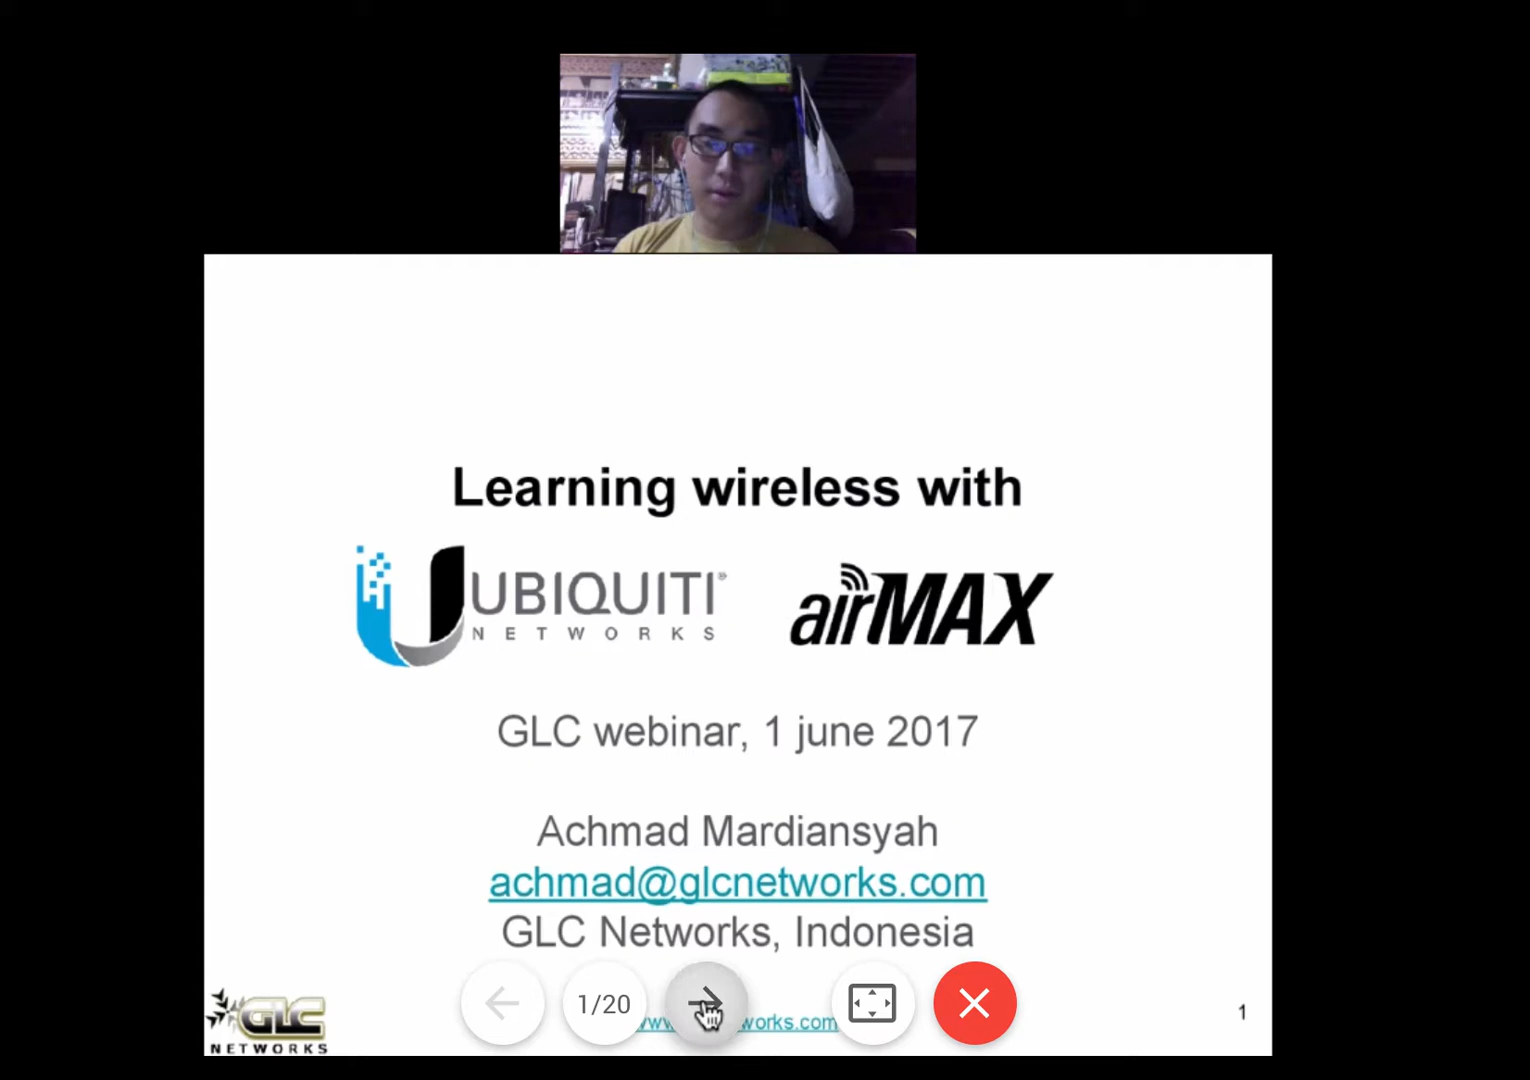 Learning wireless with
UBIQUITI®
NETWORKS
airMAX
GLC webinar, 1 june 2017
Achmad Mardiansyah
achmad@glcnetworks.com
GLC Networks, Indonesia
GLC
NETWORKS
1/20
1